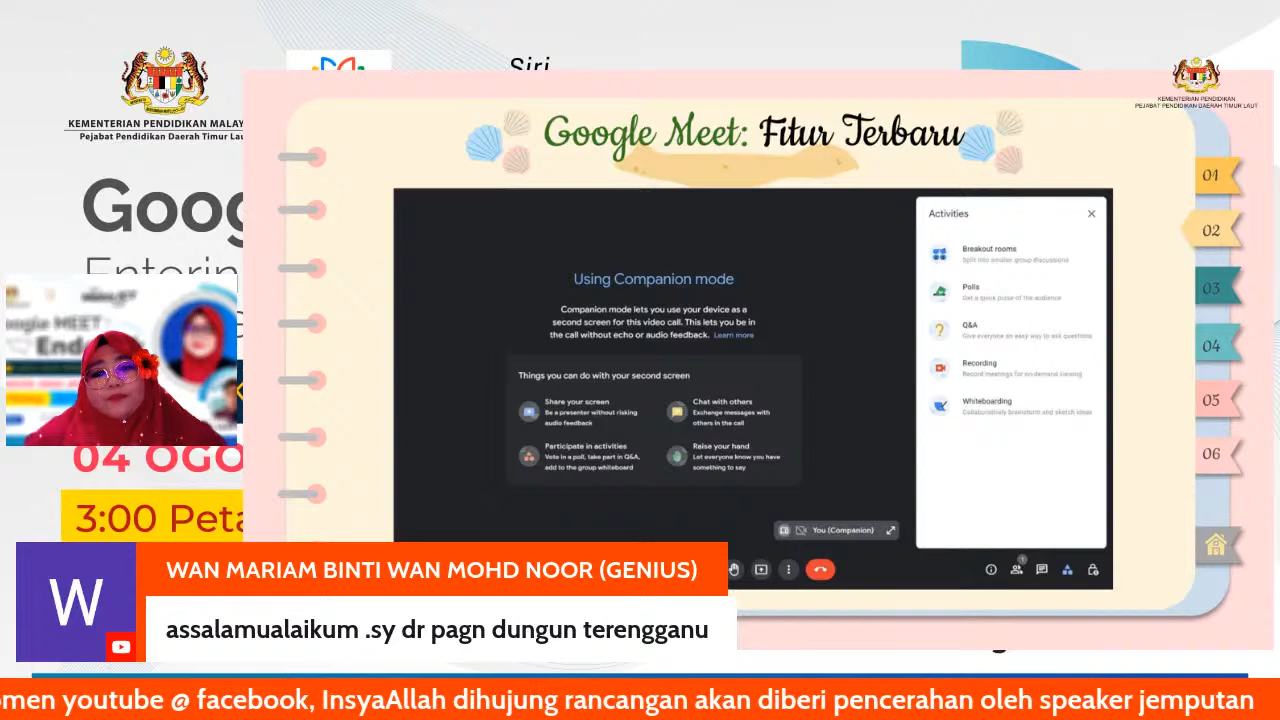 Siri
KEMENTERIAN PENDIDIKAN MALAY
Pejabat Pendidikan Daerah Timur Lau
KEMENTERIAN PENDIDIKAN
PEJABAT PENDIDIKAN DAERAH TIMUR LAUT
Goog
Enterin
04 OGO
3:00 Peta
Google Meet: Fitur Terbaru
Using Companion mode
Companion mode lets you use your device as a
second screen for this video call. This lets you be in
the call without echo or audio feedback. Learn more
Things you can do with your second screen
Share your screen
Be a presenter without risking
audio feedback
Chat with others
Exchange messages with
others in the call
Participate in activities
Vote in a poll, take part in Q&A,
add to the group whiteboard
Raise your hand
Let everyone know you have
something to say
You (Companion)
Activities
Breakout rooms
Split into smaller group discussions
Polls
Get a quick pulse of the audience
Q&A
Give everyone an easy way to ask questions
Recording
Record meetings for on-demand viewing
Whiteboarding
Collaboratively brainstorm and sketch ideas
01
02
03
04
05
06
W
WAN MARIAM BINTI WAN MOHD NOOR (GENIUS)
assalamualaikum .sy dr pagn dungun terengganu
omen youtube @ facebook, InsyaAllah dihujung rancangan akan diberi pencerahan oleh speaker jemputan